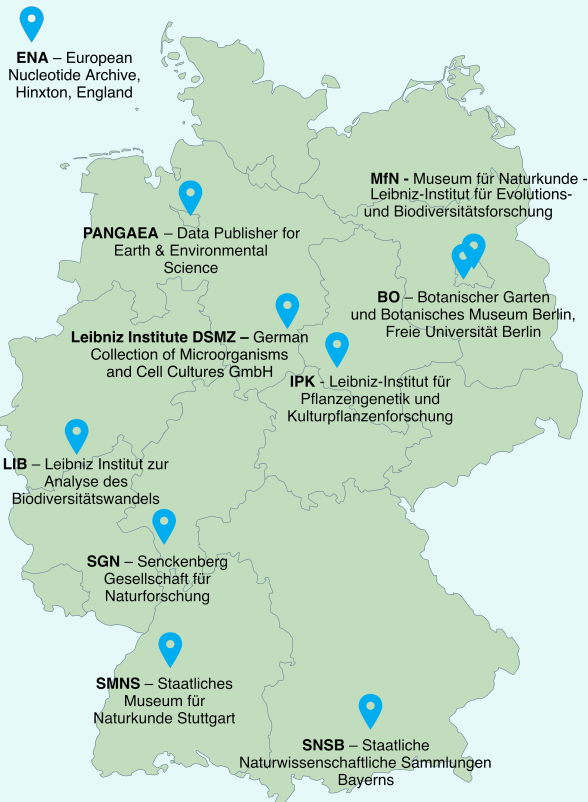 ENA – European
Nucleotide Archive,
Hinxton, England
MfN - Museum für Naturkunde -
Leibniz-Institut für Evolutions-
und Biodiversitätsforschung
PANGAEA – Data Publisher for
Earth & Environmental
Science
BO – Botanischer Garten
und Botanisches Museum Berlin,
Freie Universität Berlin
Leibniz Institute DSMZ – German
Collection of Microorganisms
and Cell Cultures GmbH
IPK - Leibniz-Institut für
Pflanzengenetik und
Kulturpflanzenforschung
LIB – Leibniz Institut zur
Analyse des
Biodiversitätswandels
SGN – Senckenberg
Gesellschaft für
Naturforschung
SMNS – Staatliches
Museum für
Naturkunde Stuttgart
SNSB – Staatliche
Naturwissenschaftliche Sammlungen
Bayerns